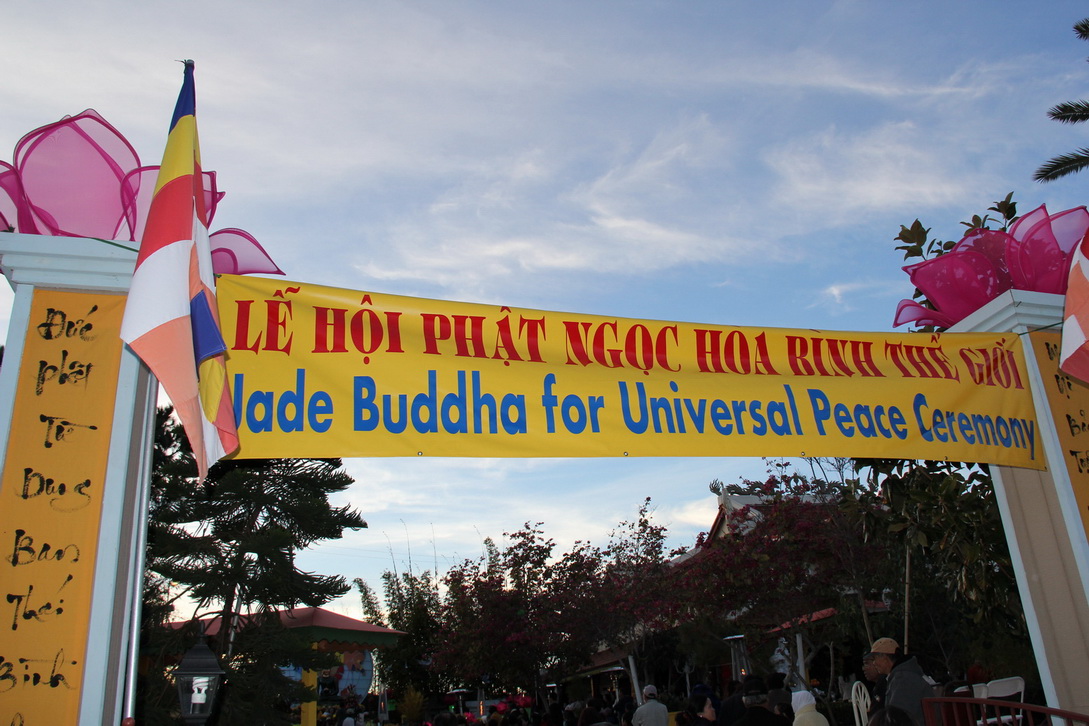 LỄ HỘI PHẬT NGỌC HOA BÌNH THẾ GIỚI
Jade Buddha for Universal Peace Ceremony
Đức
phật
Từ
Dung
Ban
Thái
Bình